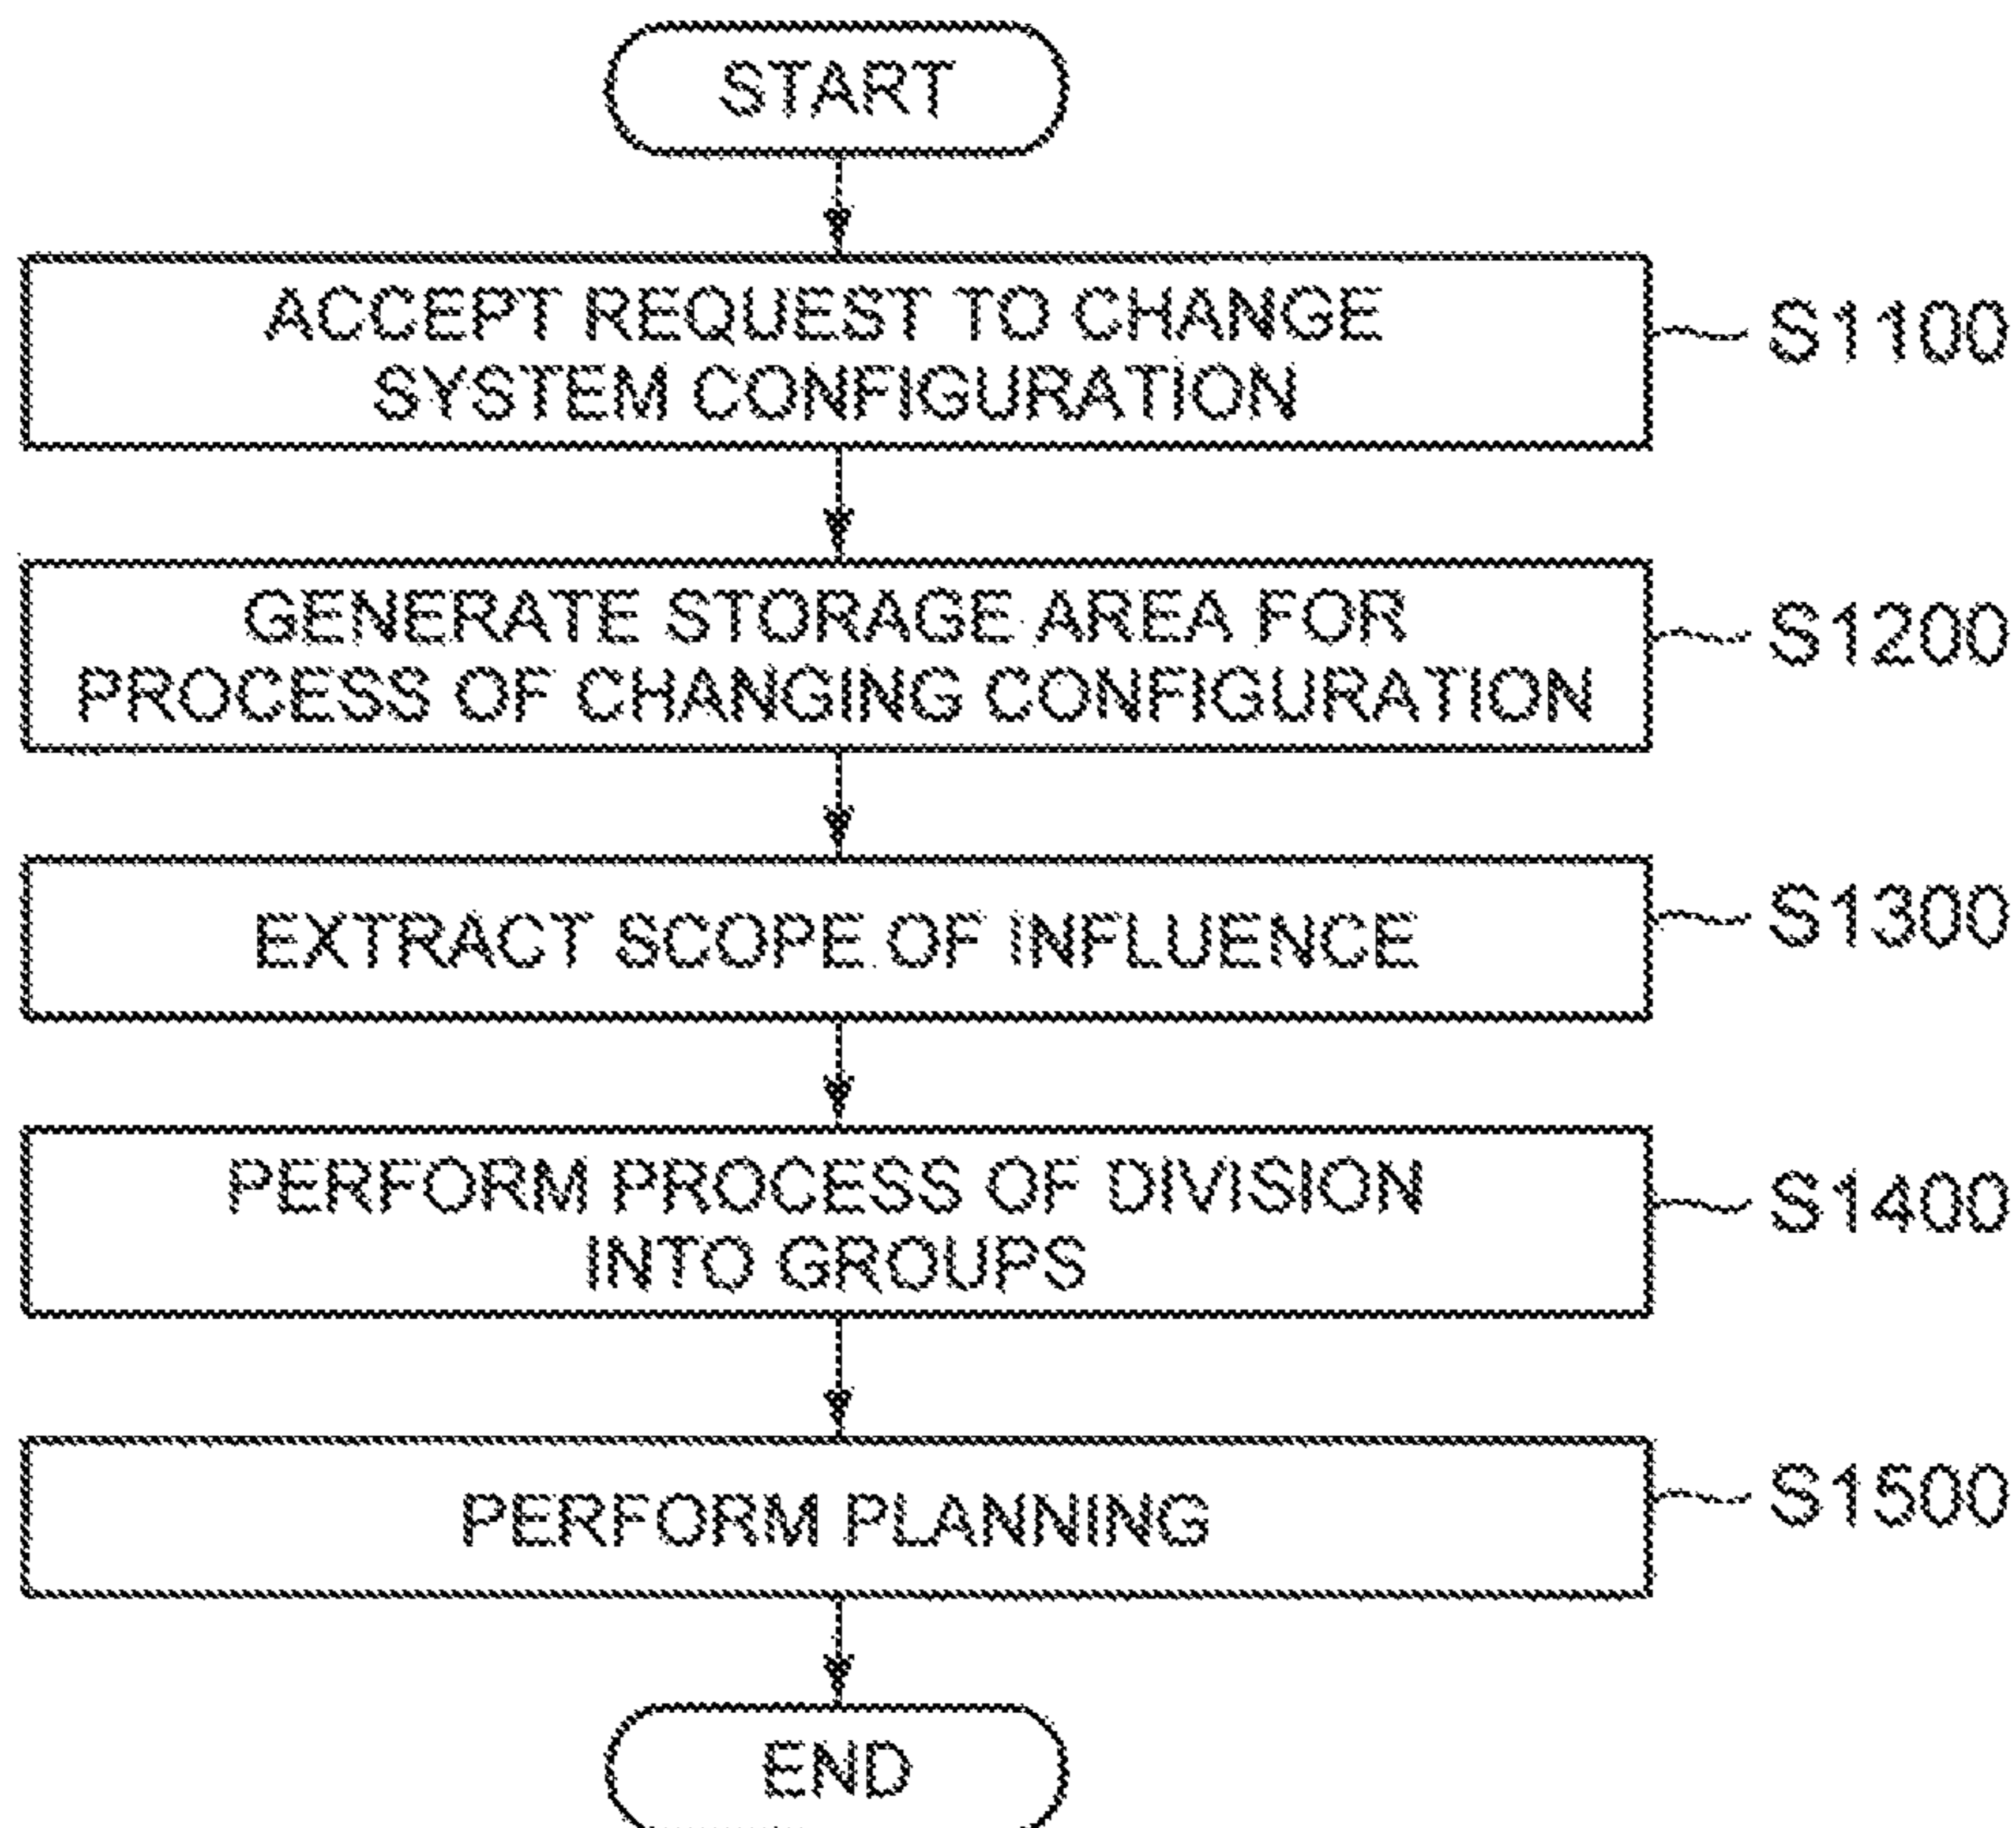 START
ACCEPT REQUEST TO CHANGE
SYSTEM CONFIGURATION
S1100
GENERATE STORAGE AREA FOR
PROCESS OF CHANGING CONFIGURATION
S1200
EXTRACT SCOPE OF INFLUENCE
S1300
PERFORM PROCESS OF DIVISION
INTO GROUPS
S1400
PERFORM PLANNING
S1500
END